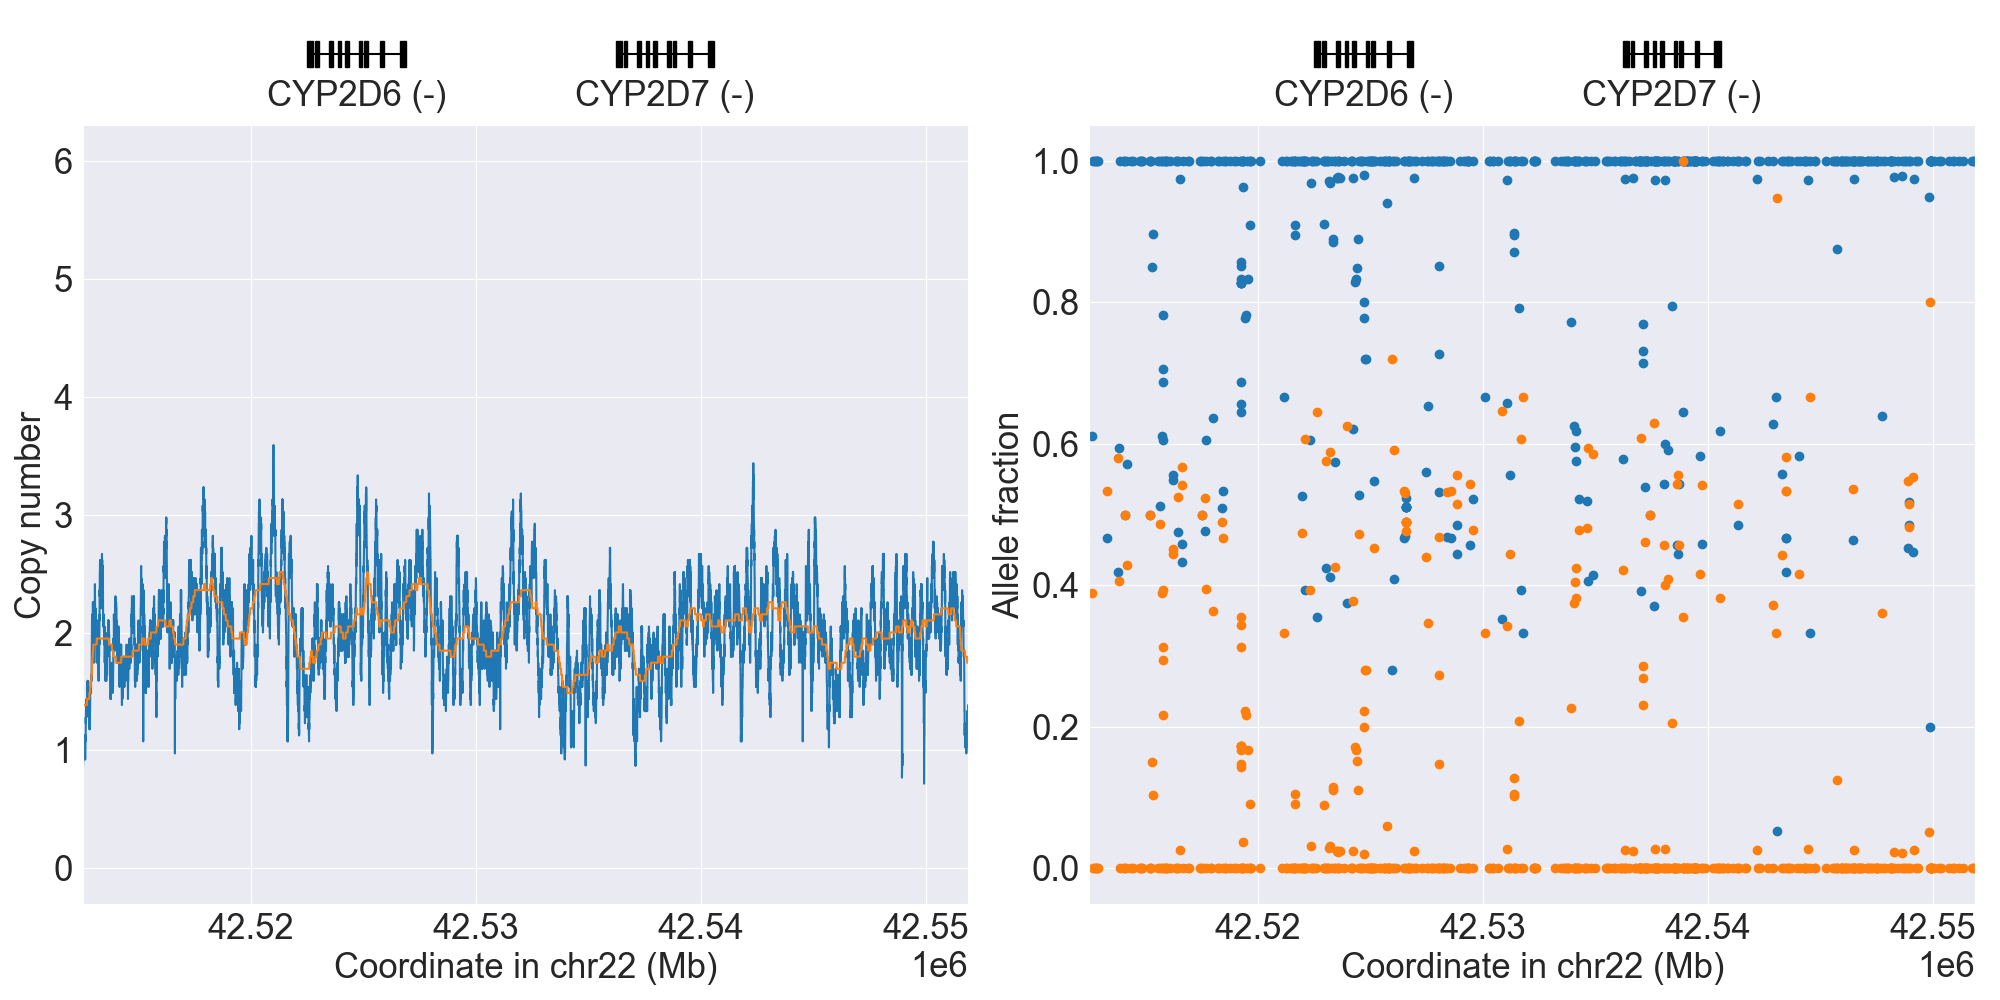 CYP2D6 (-) CYP2D7 (-)
6
5
4
3
2
1
0
Copy number
42.52 42.53 42.54 42.55
Coordinate in chr22 (Mb)
1e6
CYP2D6 (-) CYP2D7 (-)
1.0
0.8
0.6
0.4
0.2
0.0
Allele fraction
42.52 42.53 42.54 42.55
Coordinate in chr22 (Mb)
1e6